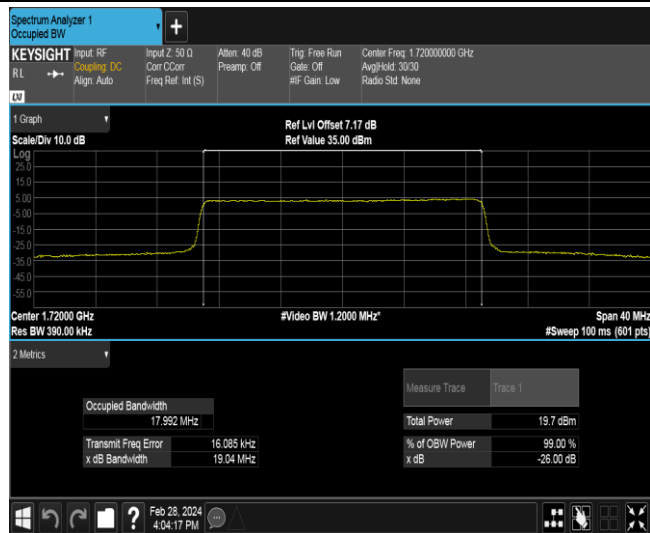 Spectrum Analyzer 1
Occupied BW
+
KEYSIGHT Input: RF Input Z: 50 Ω Atten: 40 dB Trig: Free Run Center Freq: 1.720000000 GHz
RL Coupling: DC Corr CCorr Preamp: Off Gate: Off Avg|Hold: 30/30
Align: Auto Freq Ref: Int (S) #IF Gain: Low Radio Std: None
LXI
1 Graph
Ref Lvl Offset 7.17 dB
Scale/Div 10.0 dB Ref Value 35.00 dBm
Log
25.0
15.0
5.00
-5.00
-15.0
-25.0
-35.0
-45.0
-55.0
Center 1.72000 GHz #Video BW 1.2000 MHz* Span 40 MHz
Res BW 390.00 kHz #Sweep 100 ms (601 pts)
2 Metrics
Measure Trace Trace 1
Occupied Bandwidth
17.992 MHz Total Power 19.7 dBm
Transmit Freq Error 16.085 kHz % of OBW Power 99.00 %
x dB Bandwidth 19.04 MHz x dB -26.00 dB
? Feb 28, 2024
4:04:17 PM